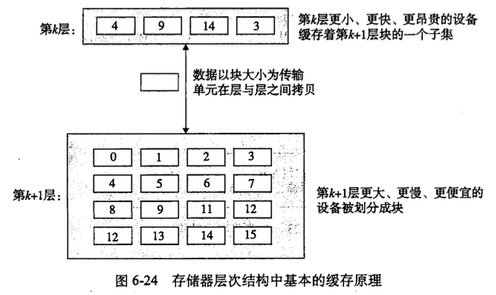 第k层:
4 9 14 3
第k层更小、更快、更昂贵的设备
缓存着第k+1层块的一个子集
数据以块大小为传输
单元在层与层之间拷贝
第k+1层:
0 1 2 3
4 5 6 7
8 9 11 12
12 13 14 15
第k+1层更大、更慢、更便宜的
设备被划分成块
图 6-24 存储器层次结构中基本的缓存原理